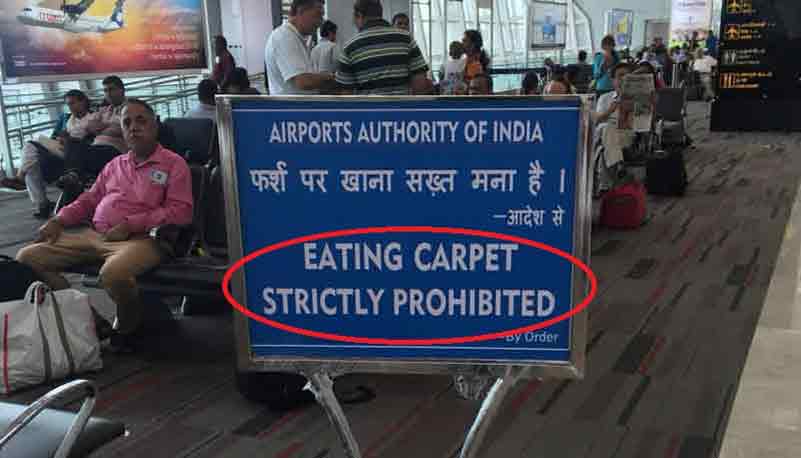 AIRPORTS AUTHORITY OF INDIA
फर्श पर खाना सख़्त मना है ।
—आदेश से
EATING CARPET
STRICTLY PROHIBITED
—By Order